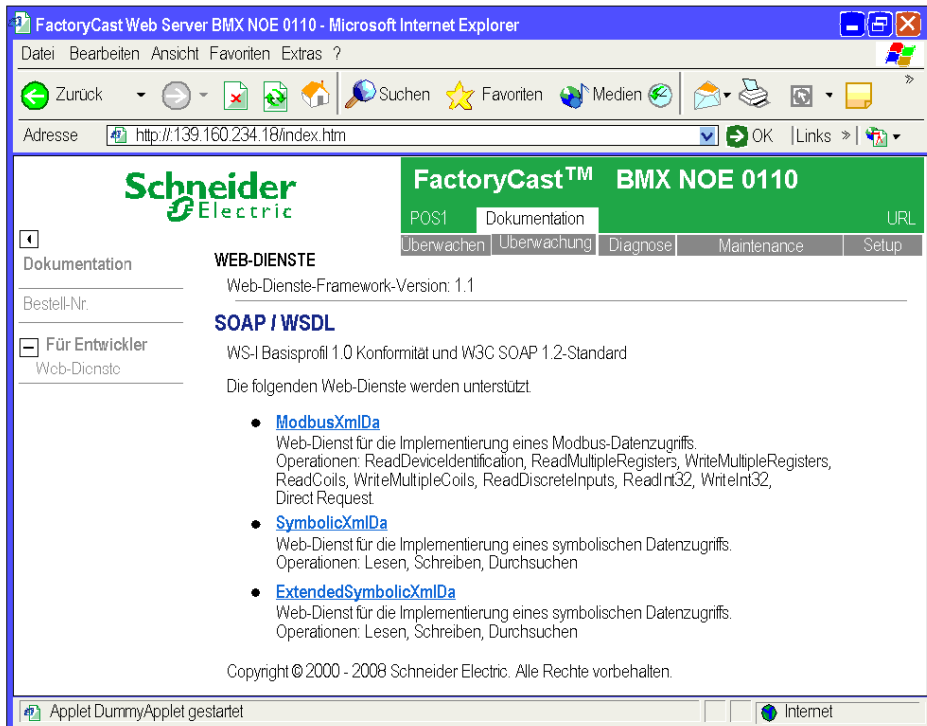 FactoryCast Web Server BMX NOE 0110 - Microsoft Internet Explorer
Datei Bearbeiten Ansicht Favoriten Extras ?
Zurück Suchen Favoriten Medien »
Adresse http://:139.160.234.18/index.htm OK Links »
Schneider Electric
FactoryCast™ BMX NOE 0110
POS1 Dokumentation URL
Überwachen Überwachung Diagnose Maintenance Setup
Dokumentation
Bestell-Nr.
Für Entwickler
Web-Dienste
WEB-DIENSTE
Web-Dienste-Framework-Version: 1.1
SOAP / WSDL
WS-I Basisprofil 1.0 Konformität und W3C SOAP 1.2-Standard
Die folgenden Web-Dienste werden unterstützt.
● ModbusXmlDa
Web-Dienst für die Implementierung eines Modbus-Datenzugriffs.
Operationen: ReadDeviceIdentification, ReadMultipleRegisters, WriteMultipleRegisters,
ReadCoils, WriteMultipleCoils, ReadDiscreteInputs, ReadInt32, WriteInt32,
Direct Request.
● SymbolicXmlDa
Web-Dienst für die Implementierung eines symbolischen Datenzugriffs.
Operationen: Lesen, Schreiben, Durchsuchen
● ExtendedSymbolicXmlDa
Web-Dienst für die Implementierung eines symbolischen Datenzugriffs.
Operationen: Lesen, Schreiben, Durchsuchen
Copyright © 2000 - 2008 Schneider Electric. Alle Rechte vorbehalten.
Applet DummyApplet gestartet Internet